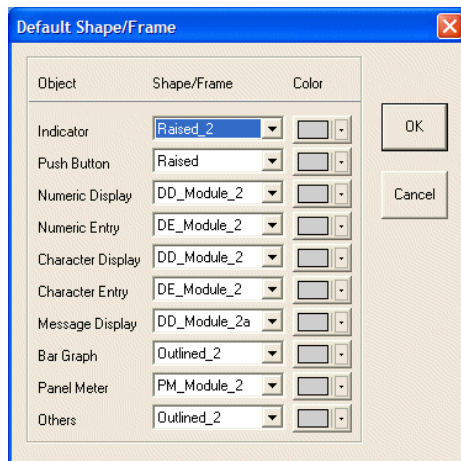 Default Shape/Frame
Object Shape/Frame Color
Indicator Raised_2
Push Button Raised
Numeric Display DD_Module_2
Numeric Entry DE_Module_2
Character Display DD_Module_2
Character Entry DE_Module_2
Message Display DD_Module_2a
Bar Graph Outlined_2
Panel Meter PM_Module_2
Others Outlined_2
OK
Cancel